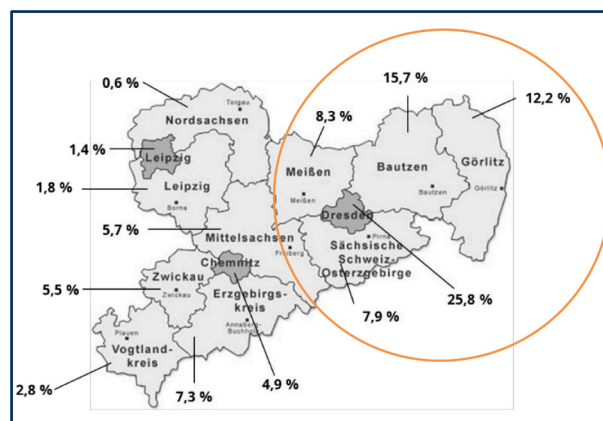 15,7 %
0,6 %
12,2 %
Torgau
Nordsachsen
8,3 %
1,4 %
Leipzig
Meißen
Bautzen
Görlitz
Leipzig
1,8 %
Meißen
Bautzen
Görlitz
Borna
Dresden
5,7 %
Mittelsachsen
Pirna
Freiberg
Sächsische
Schweiz-
Osterzgebirge
Chemnitz
Zwickau
5,5 %
Zwickau
Erzgebirgs-
kreis
7,9 %
25,8 %
Annaberg-
Buchholz
Plauen
Vogtland-
kreis
2,8 %
7,3 %
4,9 %